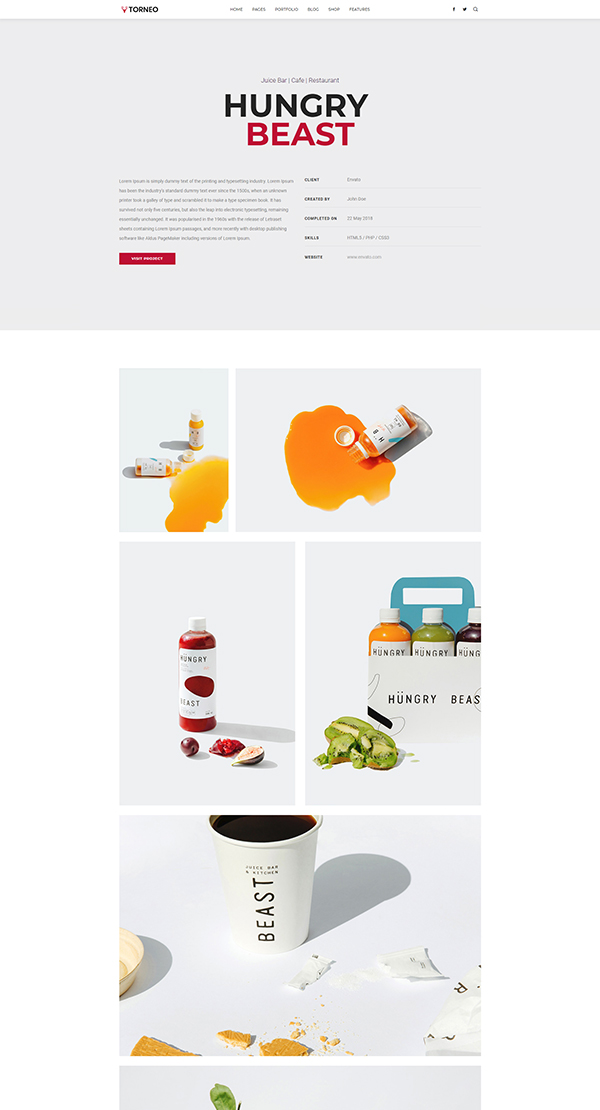 TORNEO
HOME PAGES PORTFOLIO BLOG SHOP FEATURES
Juice Bar | Cafe | Restaurant
HUNGRY
BEAST
Lorem Ipsum is simply dummy text of the printing and typesetting industry. Lorem Ipsum has
been the industry's standard dummy text ever since the 1500s, when an unknown
printer took a galley of type and scrambled it to make a type specimen book. It has
survived not only five centuries, but also the leap into electronic typesetting, remaining
essentially unchanged. It was popularised in the 1960s with the release of Letraset
sheets containing Lorem Ipsum passages, and more recently with desktop publishing
software like Aldus PageMaker including versions of Lorem Ipsum.
VISIT PROJECT
CLIENT Envato
CREATED BY John Doe
COMPLETED ON 22 May 2018
SKILLS HTML5 / PHP / CSS3
WEBSITE www.envato.com
HÜNGRY
BEAST
HÜNGRY HÜNGRY HÜNG
HÜNGRY BEAS
JUICE BAR
& KITCHEN
BEAST